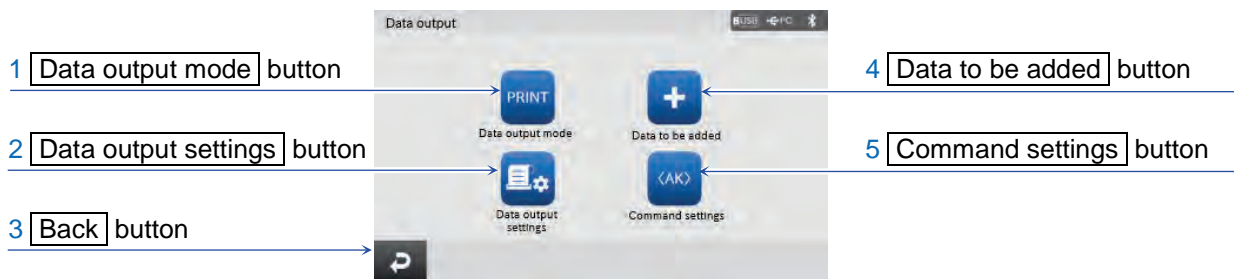 Data output
USB PC
1 Data output mode button
2 Data output settings button
3 Back button
PRINT
Data output mode
Data to be added
Data output
settings
<AK>
Command settings
4 Data to be added button
5 Command settings button